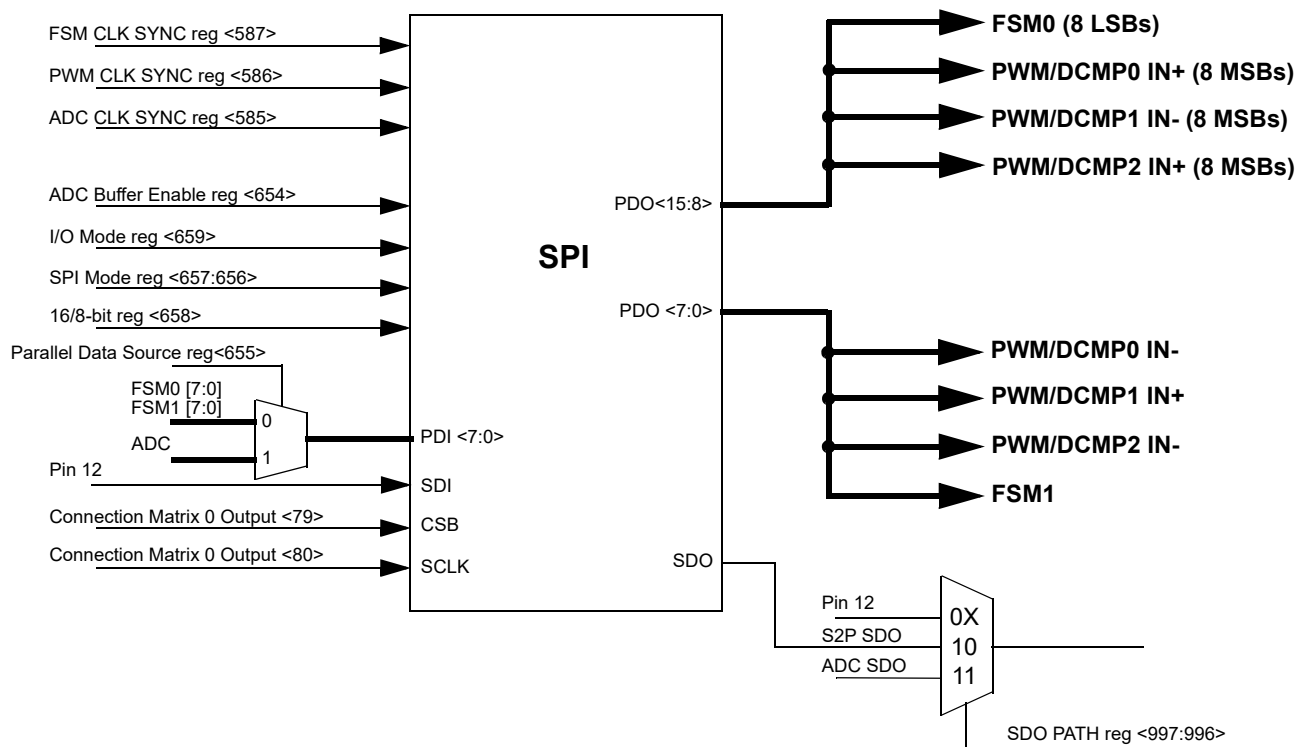 FSM CLK SYNC reg <587>
PWM CLK SYNC reg <586>
ADC CLK SYNC reg <585>
ADC Buffer Enable reg <654>
I/O Mode reg <659>
SPI Mode reg <657:656>
16/8-bit reg <658>
Parallel Data Source reg<655>
FSM0 [7:0]
FSM1 [7:0]
0
ADC
1
Pin 12
Connection Matrix 0 Output <79>
Connection Matrix 0 Output <80>
PDI <7:0>
SDI
CSB
SCLK
SPI
PDO<15:8>
PDO <7:0>
SDO
FSM0 (8 LSBs)
PWM/DCMP0 IN+ (8 MSBs)
PWM/DCMP1 IN- (8 MSBs)
PWM/DCMP2 IN+ (8 MSBs)
PWM/DCMP0 IN-
PWM/DCMP1 IN+
PWM/DCMP2 IN-
FSM1
Pin 12
0X
S2P SDO
10
ADC SDO
11
SDO PATH reg <997:996>